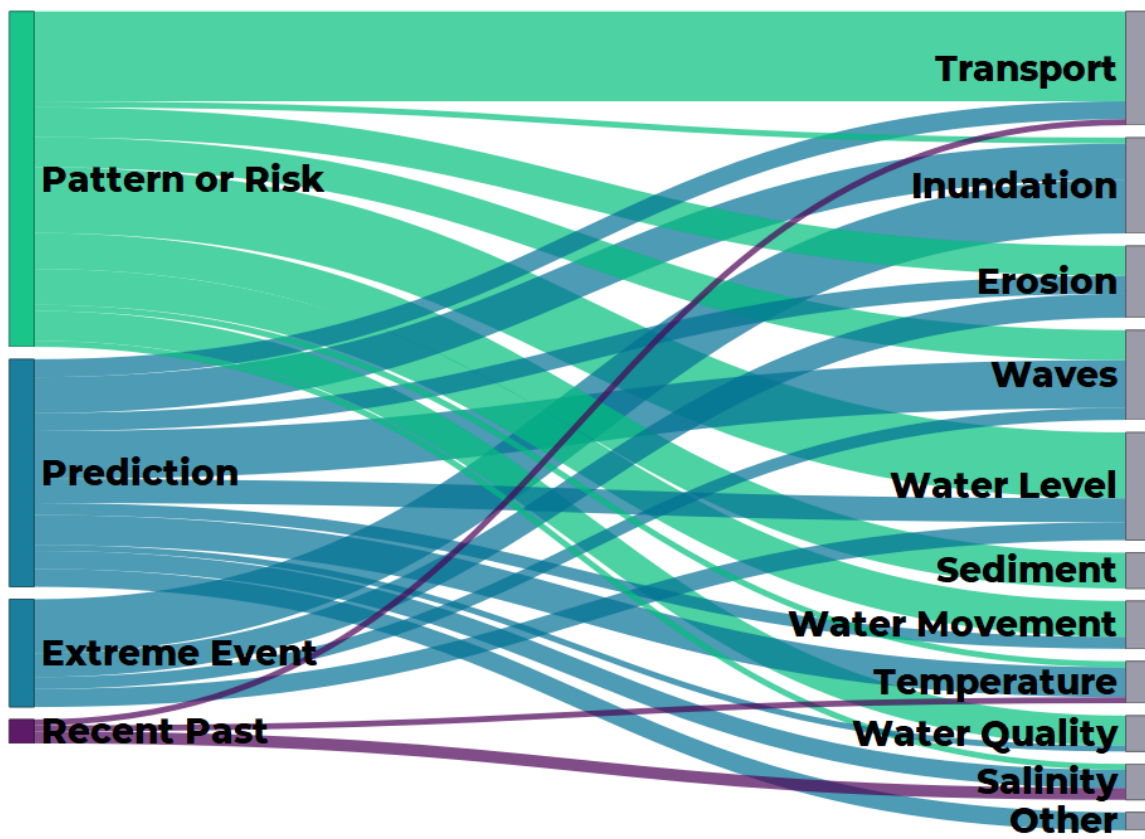 Pattern or Risk
Prediction
Extreme Event
Recent Past
Transport
Inundation
Erosion
Waves
Water Level
Sediment
Water Movement
Temperature
Water Quality
Salinity
Other